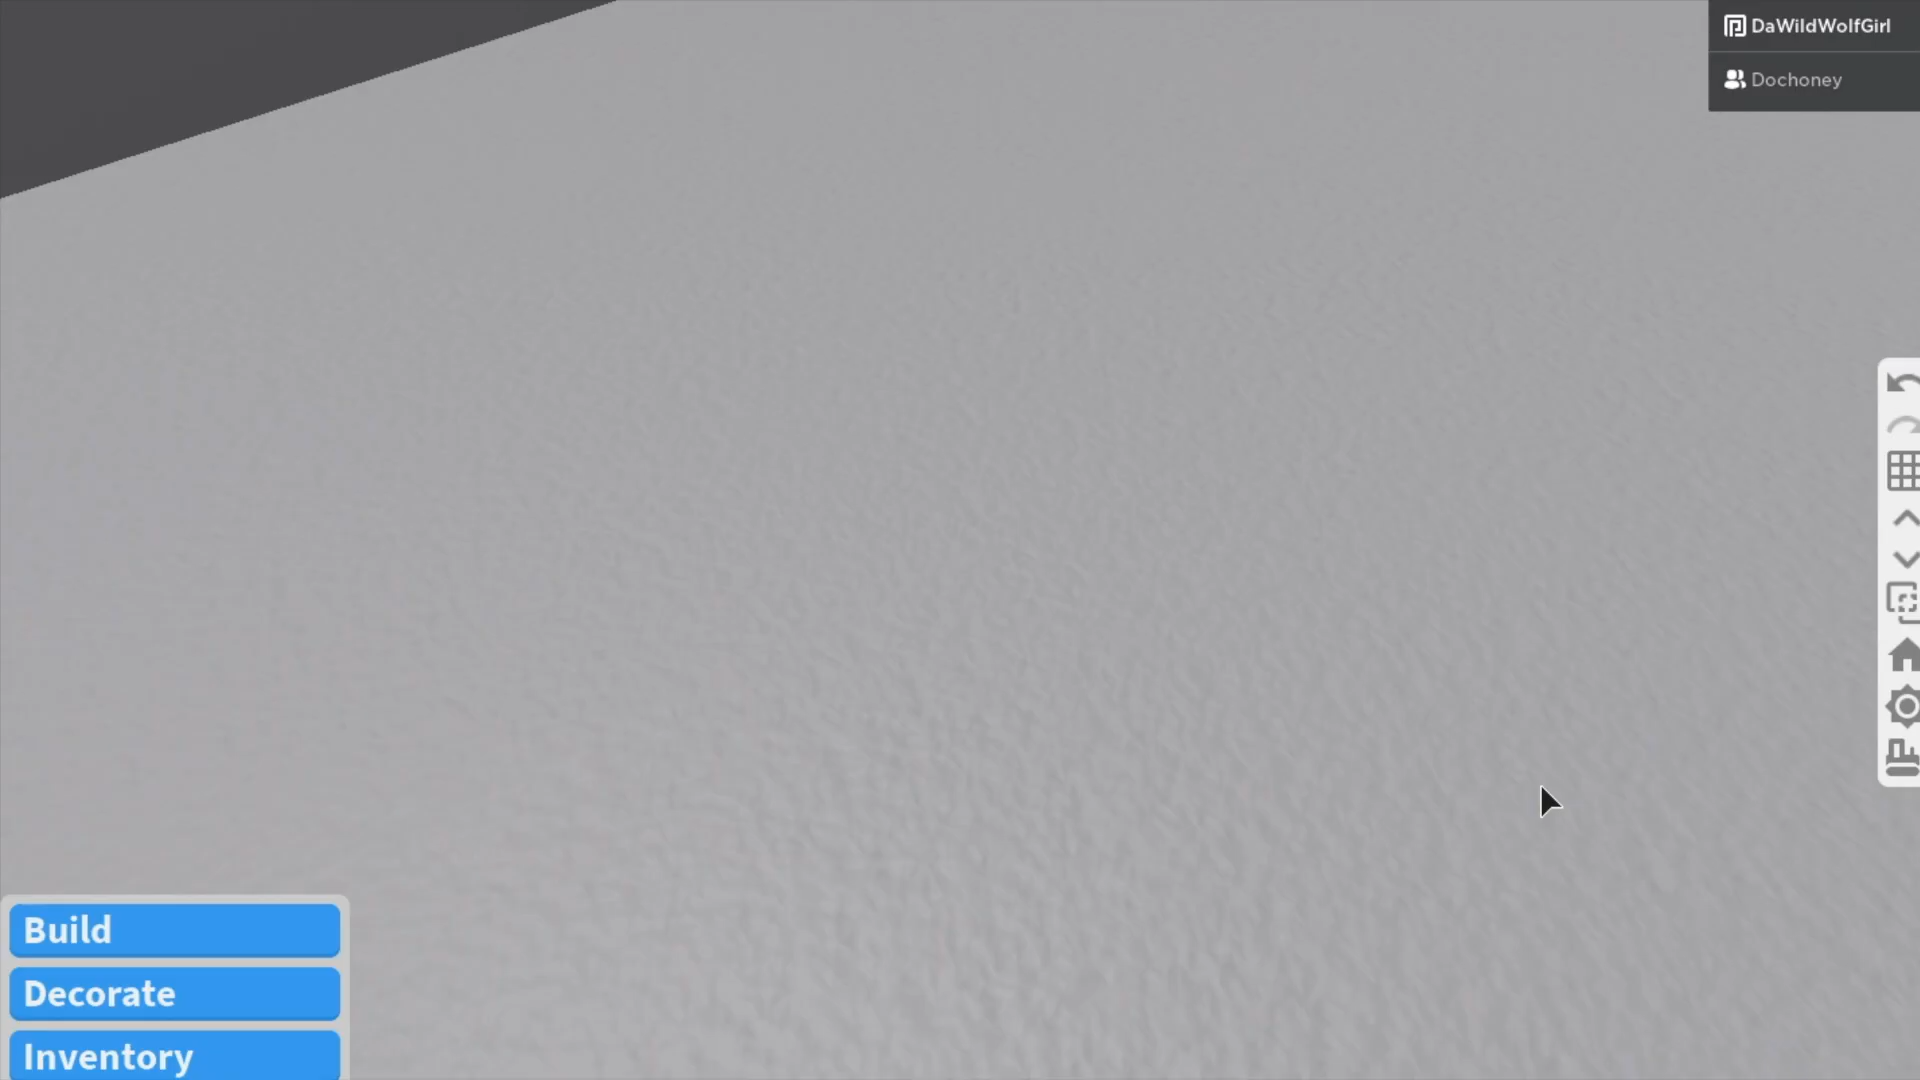 DaWildWolfGirl
Dochoney
Build
Decorate
Inventory